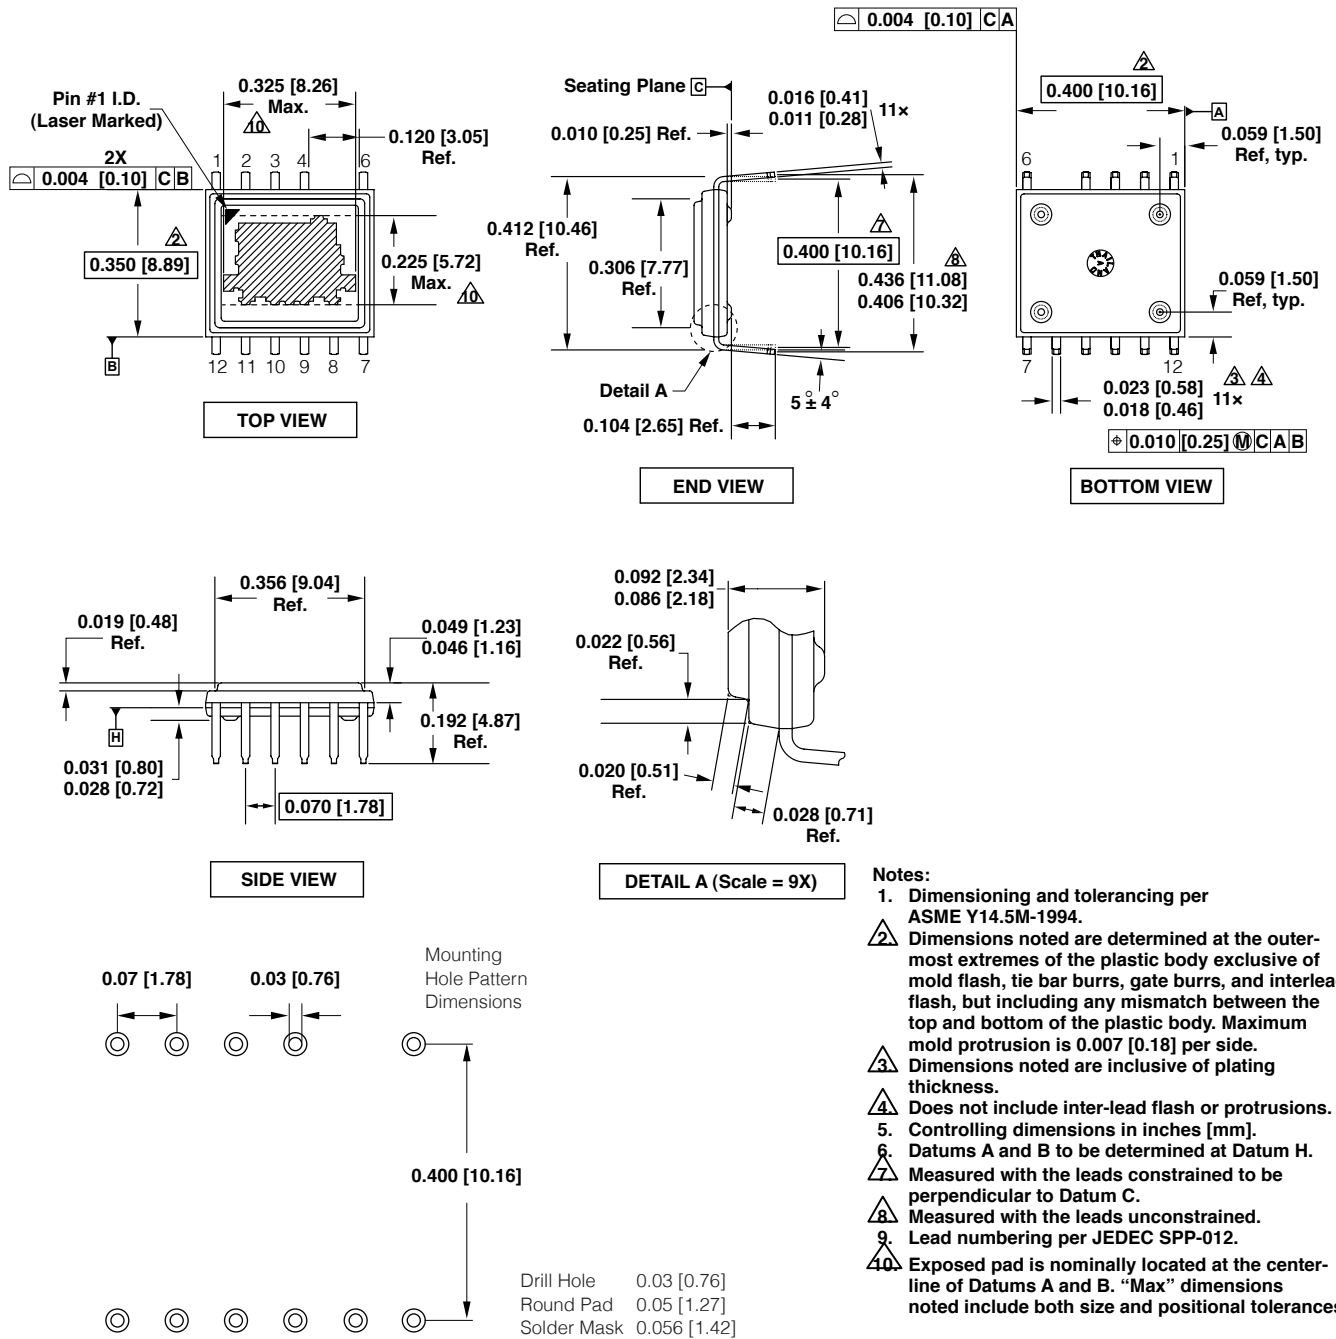 0.004 [0.10] C A
Pin #1 I.D.
(Laser Marked)
0.325 [8.26]
Max.
10
0.120 [3.05]
Ref.
2X
0.004 [0.10] C B
1 2 3 4 6
2
0.350 [8.89]
0.225 [5.72]
Max.
10
B
12 11 10 9 8 7
TOP VIEW
Seating Plane C
0.010 [0.25] Ref.
0.016 [0.41]
0.011 [0.28]
11×
0.412 [10.46]
Ref.
0.306 [7.77]
Ref.
7
0.400 [10.16]
8
0.436 [11.08]
0.406 [10.32]
Detail A
5 ± 4°
0.104 [2.65] Ref.
END VIEW
2
0.400 [10.16]
A
0.059 [1.50]
Ref, typ.
6 1
0.059 [1.50]
Ref, typ.
7 12
0.023 [0.58]
0.018 [0.46]
11×
3 4
⌖ 0.010 [0.25] Ⓜ C A B
BOTTOM VIEW
0.356 [9.04]
Ref.
0.019 [0.48]
Ref.
0.049 [1.23]
0.046 [1.16]
0.192 [4.87]
Ref.
H
0.031 [0.80]
0.028 [0.72]
0.070 [1.78]
SIDE VIEW
0.092 [2.34]
0.086 [2.18]
0.022 [0.56]
Ref.
0.020 [0.51]
Ref.
0.028 [0.71]
Ref.
DETAIL A (Scale = 9X)
0.07 [1.78]
0.03 [0.76]
Mounting
Hole Pattern
Dimensions
0.400 [10.16]
Drill Hole 0.03 [0.76]
Round Pad 0.05 [1.27]
Solder Mask 0.056 [1.42]
Notes:
1. Dimensioning and tolerancing per
ASME Y14.5M-1994.
2. Dimensions noted are determined at the outer-
most extremes of the plastic body exclusive of
mold flash, tie bar burrs, gate burrs, and interlea
flash, but including any mismatch between the
top and bottom of the plastic body. Maximum
mold protrusion is 0.007 [0.18] per side.
3. Dimensions noted are inclusive of plating
thickness.
4. Does not include inter-lead flash or protrusions.
5. Controlling dimensions in inches [mm].
6. Datums A and B to be determined at Datum H.
7. Measured with the leads constrained to be
perpendicular to Datum C.
8. Measured with the leads unconstrained.
9. Lead numbering per JEDEC SPP-012.
10. Exposed pad is nominally located at the center-
line of Datums A and B. “Max” dimensions
noted include both size and positional tolerances